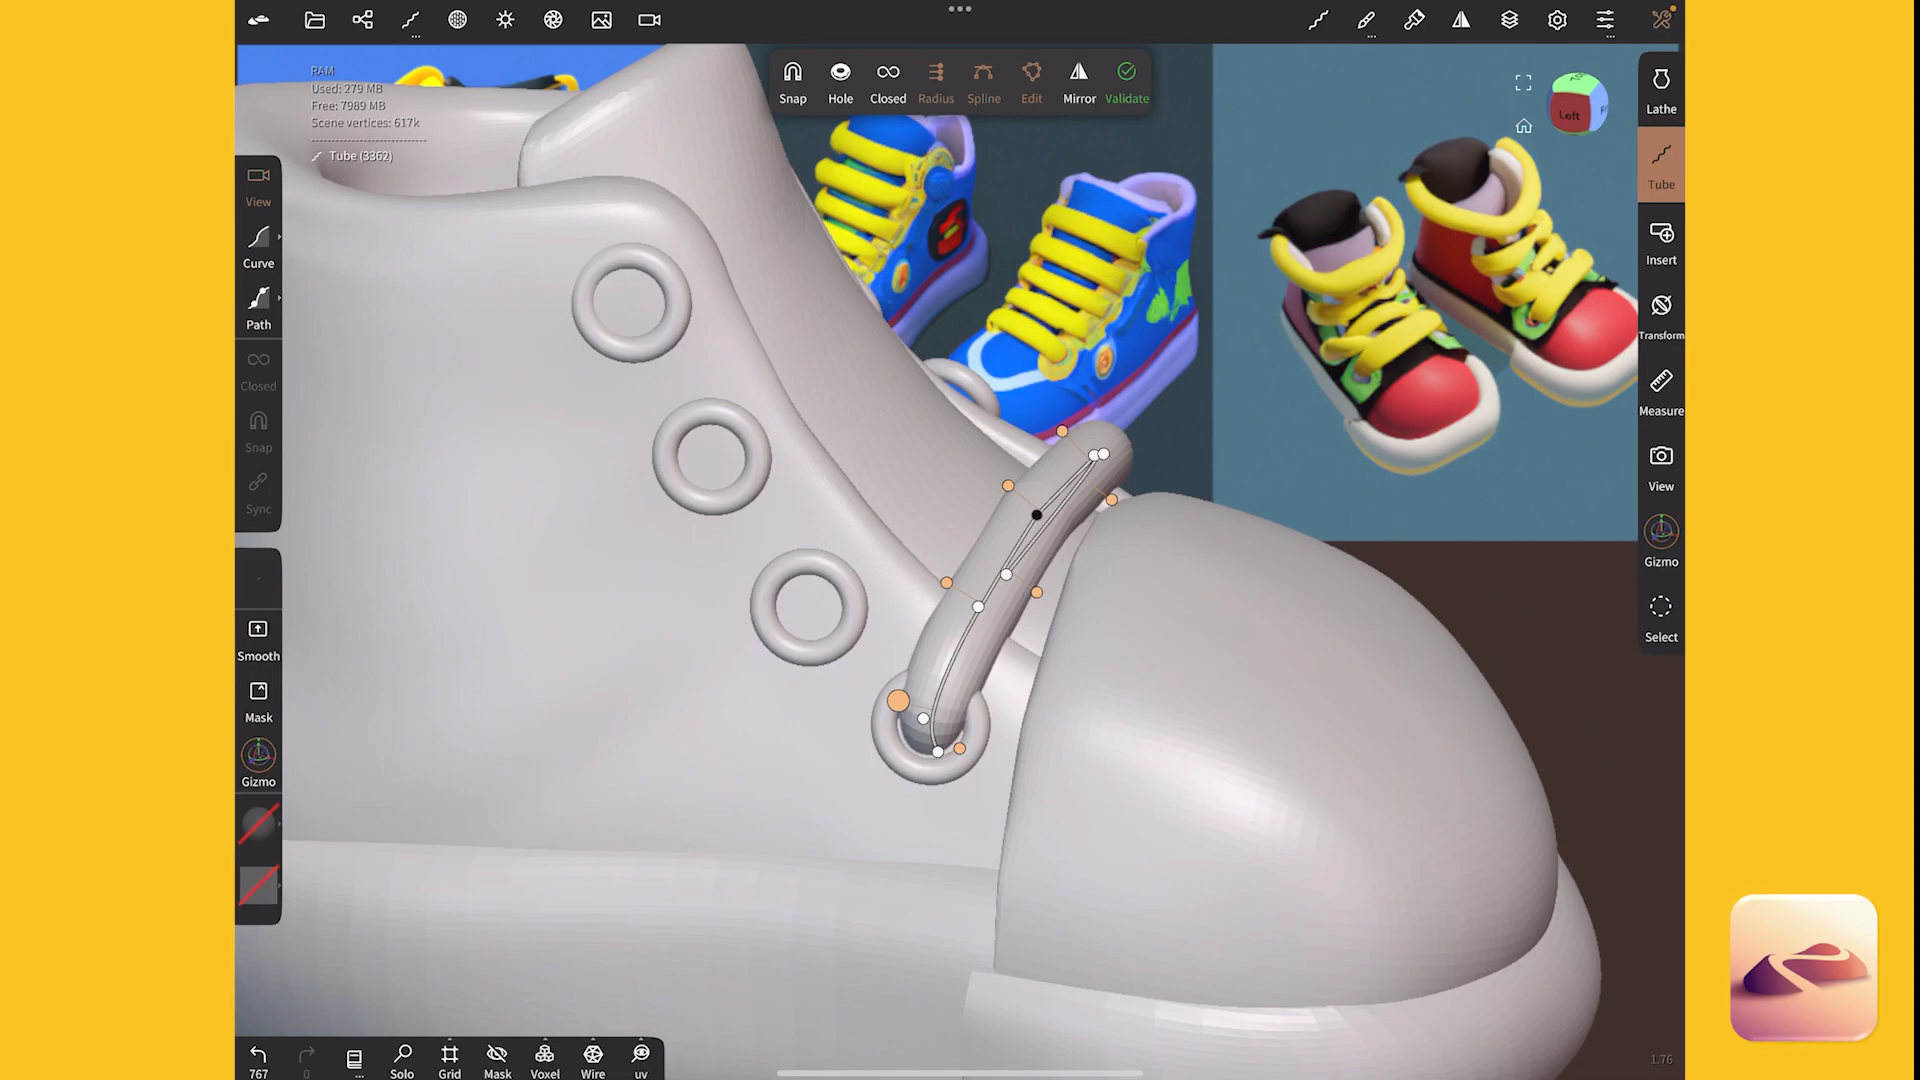 RAM
Used: 279 MB
Free: 7989 MB
Scene vertices: 617k
Tube (3362)
Snap
Hole
Closed
Radius
Spline
Edit
Mirror
Validate
Left
View
Curve
Path
Closed
Snap
Sync
Smooth
Mask
Gizmo
Lathe
Tube
Insert
Transform
Measure
View
Gizmo
Select
767
0
Solo
Grid
Mask
Voxel
Wire
uv
1.76